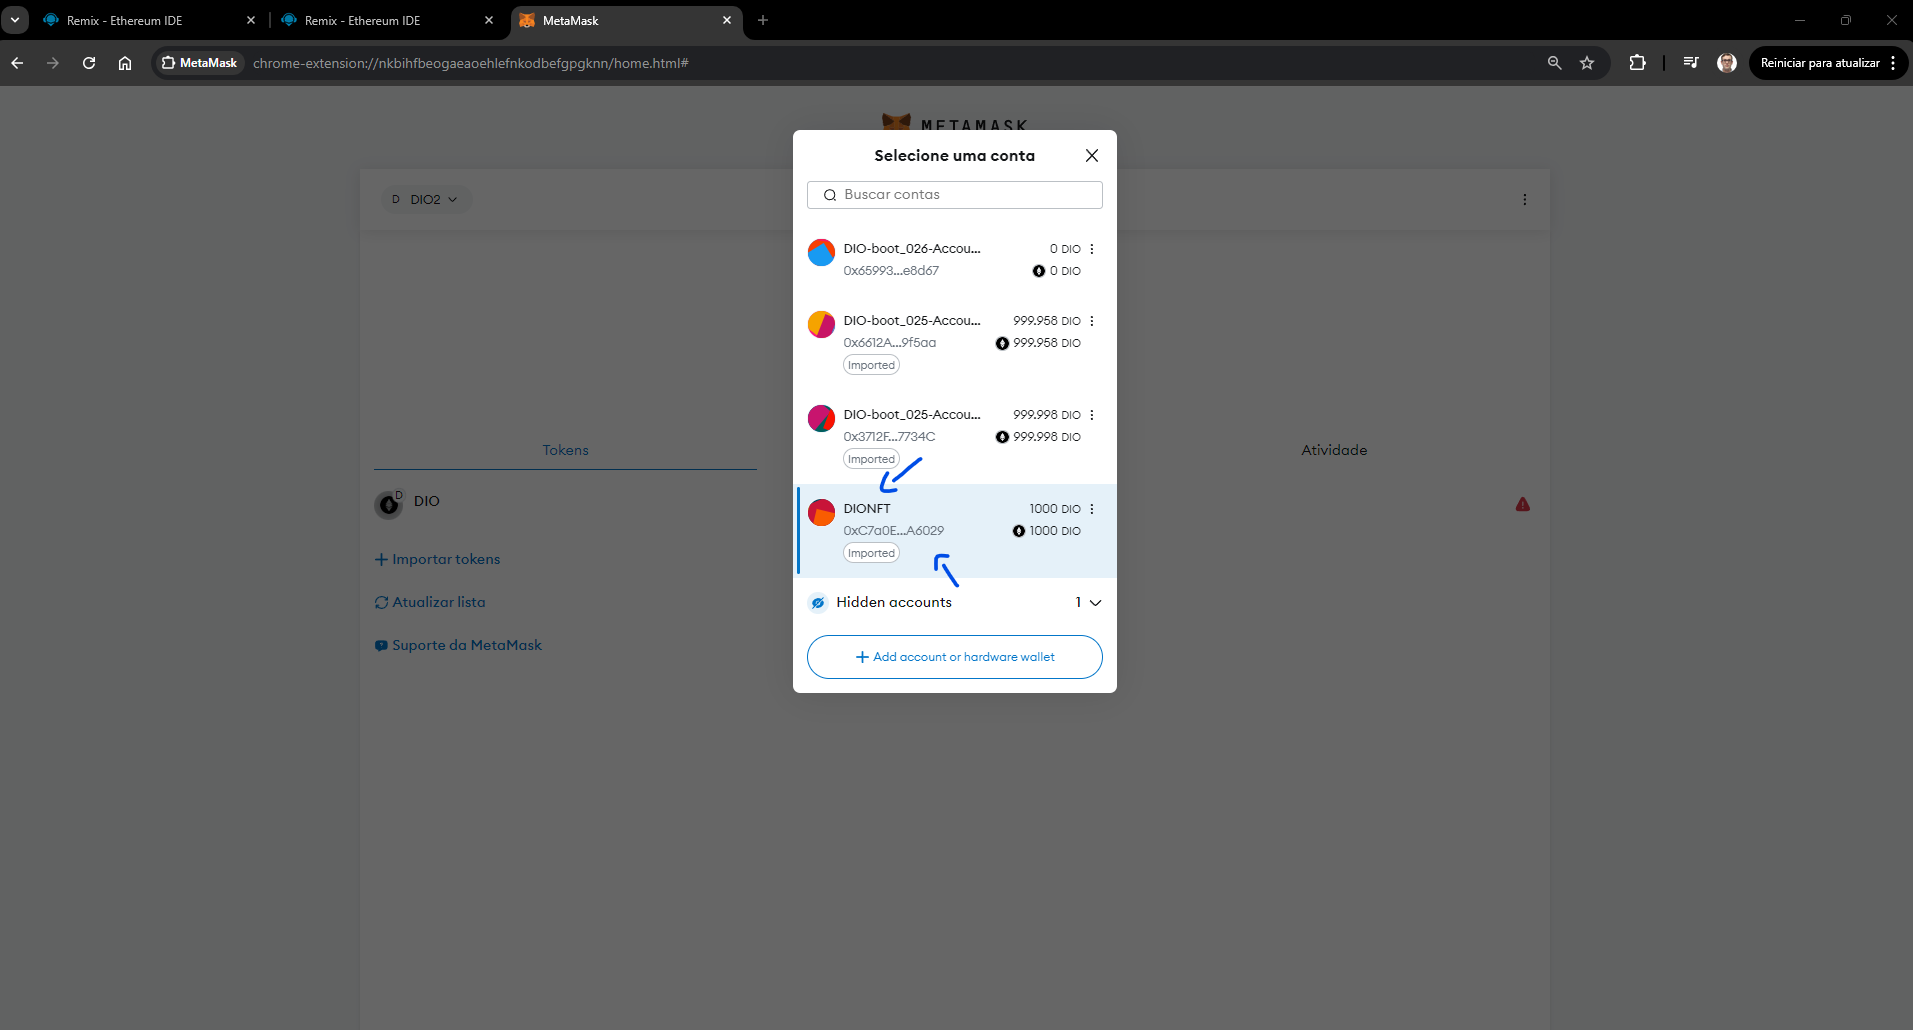 Remix - Ethereum IDE
Remix - Ethereum IDE
MetaMask
MetaMask
chrome-extension://nkbihfbeogaeaoehlefnkodbefgpgknn/home.html#
Reiniciar para atualizar
METAMASK
D DIO2
Selecione uma conta
Buscar contas
DIO-boot_026-Accou... 0 DIO
0x65993...e8d67 0 DIO
DIO-boot_025-Accou... 999.958 DIO
0x6612A...9f5aa 999.958 DIO
Imported
DIO-boot_025-Accou... 999.998 DIO
0x3712F...7734C 999.998 DIO
Imported
DIONFT 1000 DIO
0xC7a0E...A6029 1000 DIO
Imported
Hidden accounts 1
Add account or hardware wallet
Tokens
Atividade
D
DIO
Importar tokens
Atualizar lista
Suporte da MetaMask